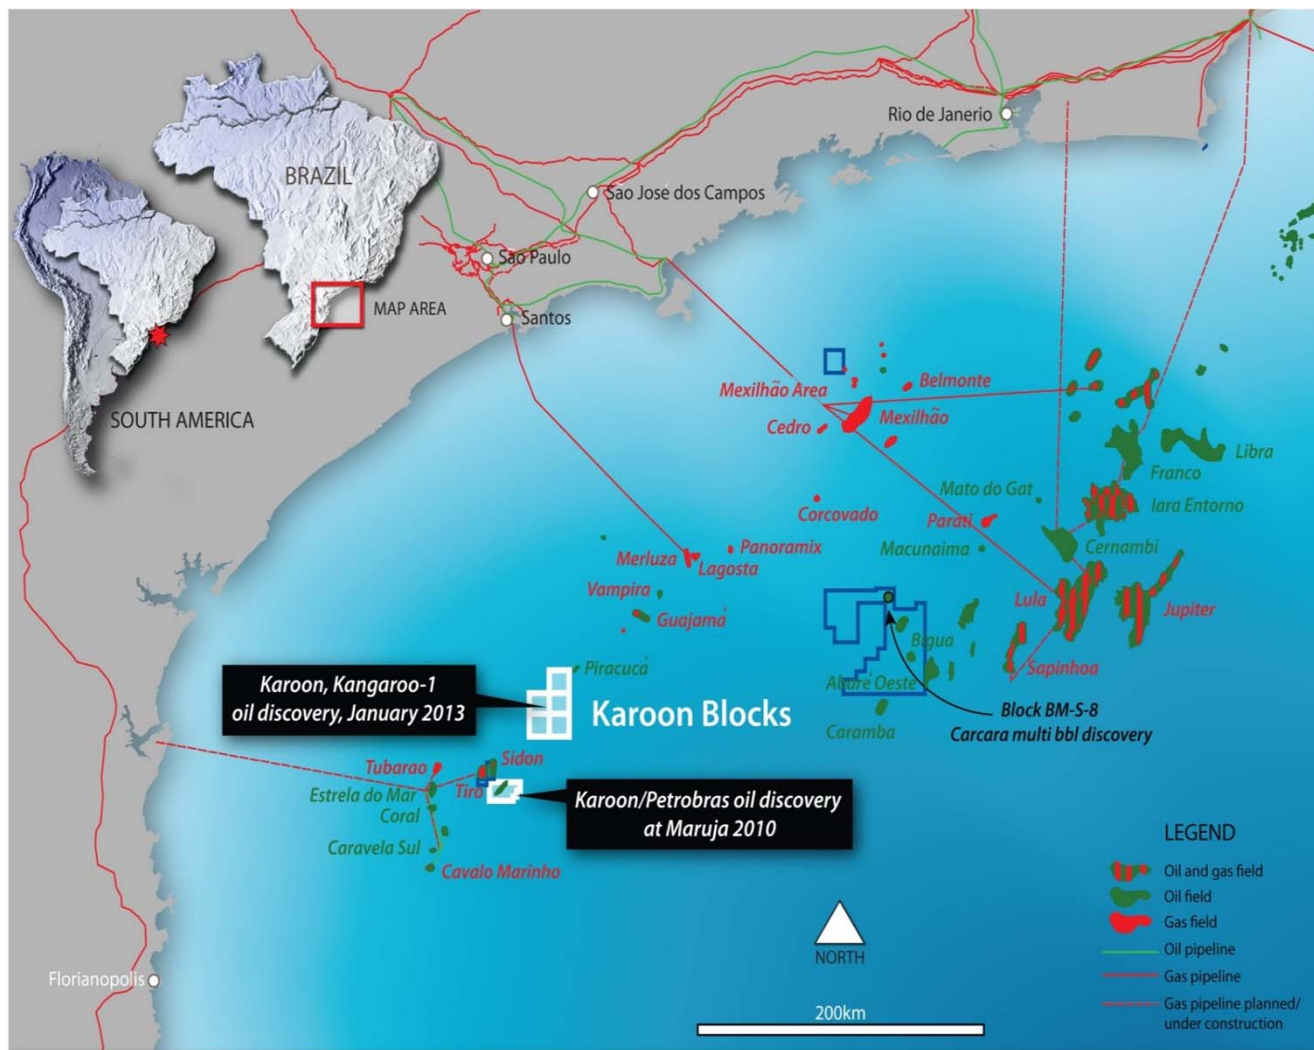 BRAZIL
MAP AREA
SOUTH AMERICA
Rio de Janerio
Sao Jose dos Campos
Sao Paulo
Santos
Mexilhão Area
Belmonte
Cedro
Mexilhão
Libra
Franco
Mato do Gat
Iara Entorno
Corcovado
Parati
Panoramix
Macunaima
Cernambi
Merluza
Lagosta
Vampira
Lula
Jupiter
Guajamá
Bigua
Sapinhoa
Piracucá
Abaré Oeste
Karoon, Kangaroo-1
oil discovery, January 2013
Karoon Blocks
Block BM-S-8
Carcara multi bbl discovery
Caramba
Sidon
Tubarao
Tiro
Estrela do Mar
Coral
Karoon/Petrobras oil discovery
at Maruja 2010
Caravela Sul
Cavalo Marinho
LEGEND
Oil and gas field
Oil field
Gas field
Oil pipeline
Gas pipeline
Gas pipeline planned/
under construction
NORTH
Florianopolis
200km